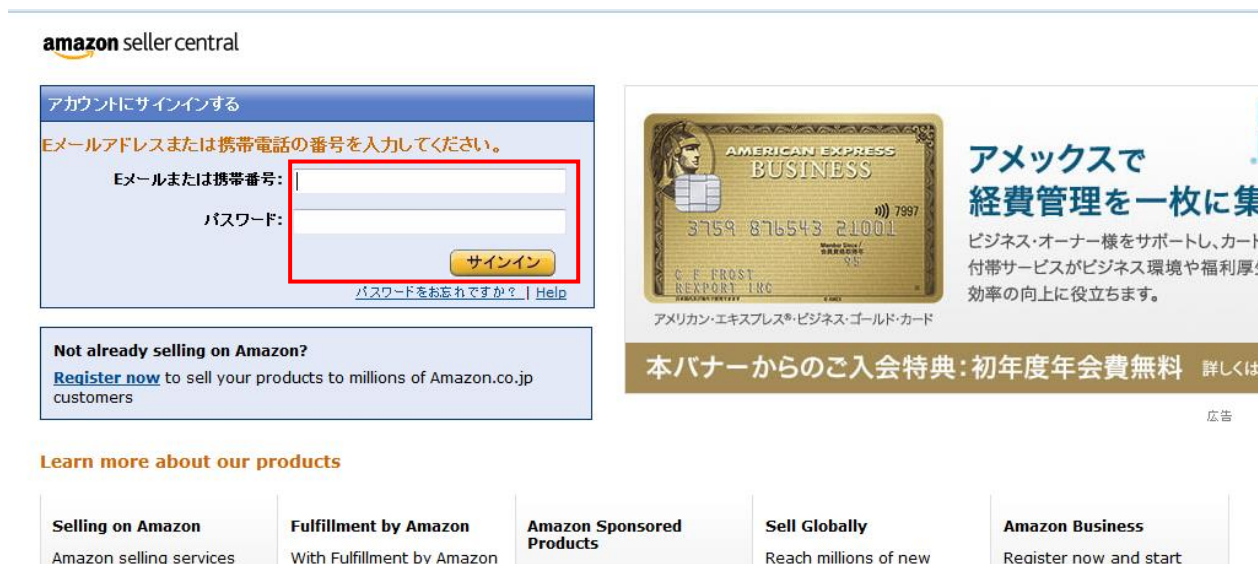 amazon seller central
アカウントにサインインする
Eメールアドレスまたは携帯電話の番号を入力してください。
Eメールまたは携帯番号:
パスワード:
サインイン
パスワードをお忘れですか? | Help
Not already selling on Amazon?
Register now to sell your products to millions of Amazon.co.jp
customers
AMERICAN EXPRESS
BUSINESS
7997
3759 876543 21001
Member Since /
95
C F FROST
REXPORT INC
アメリカン・エキスプレス®・ビジネス・ゴールド・カード
アメックスで
経費管理を一枚に集
ビジネス・オーナー様をサポートし、カード
付帯サービスがビジネス環境や福利厚
効率の向上に役立ちます。
本バナーからのご入会特典:初年度年会費無料 詳しくは
広告
Learn more about our products
Selling on Amazon
Amazon selling services
Fulfillment by Amazon
With Fulfillment by Amazon
Amazon Sponsored
Products
Sell Globally
Reach millions of new
Amazon Business
Register now and start